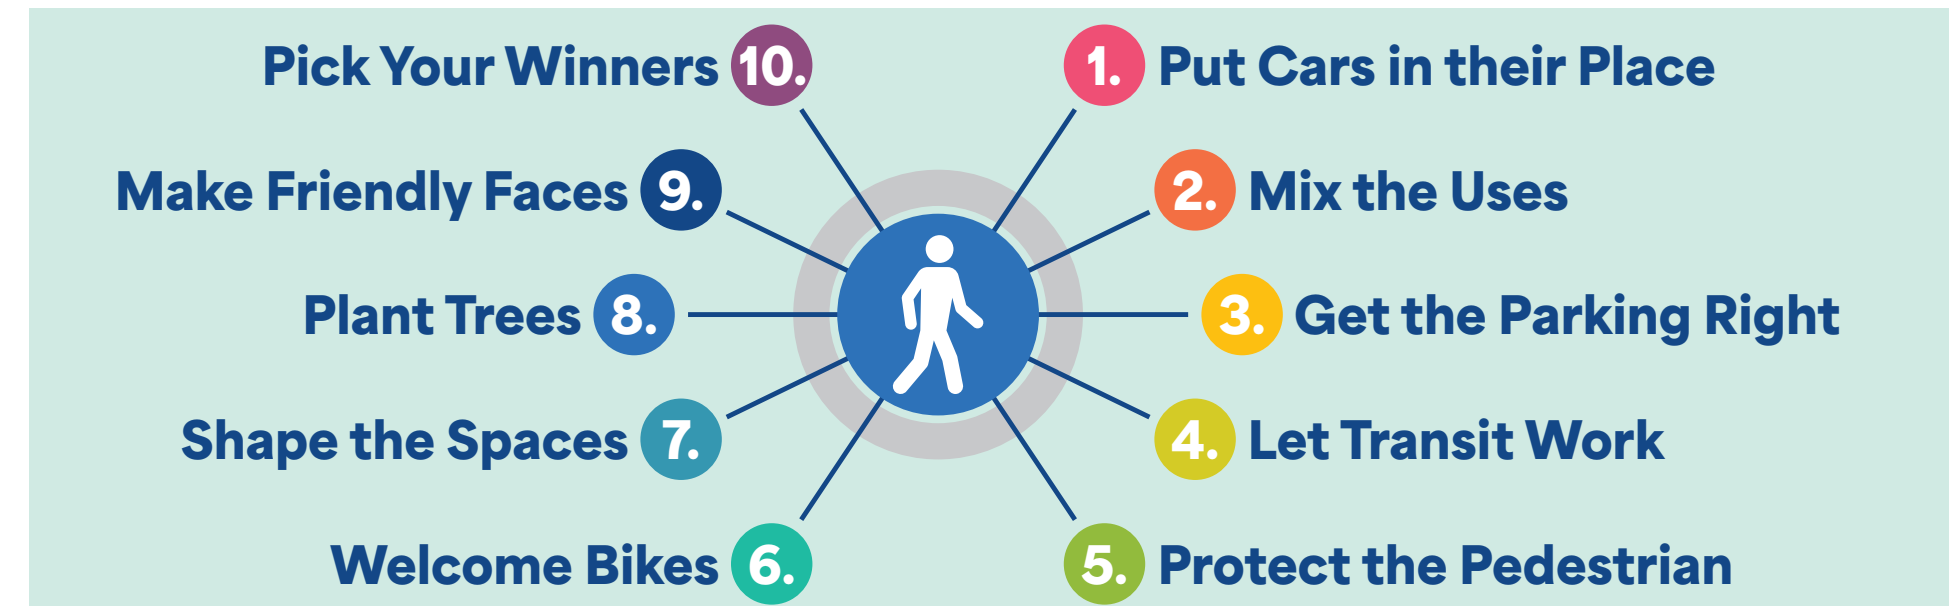 1. Put Cars in their Place
2. Mix the Uses
3. Get the Parking Right
4. Let Transit Work
5. Protect the Pedestrian
Welcome Bikes 6.
Shape the Spaces 7.
Plant Trees 8.
Make Friendly Faces 9.
Pick Your Winners 10.